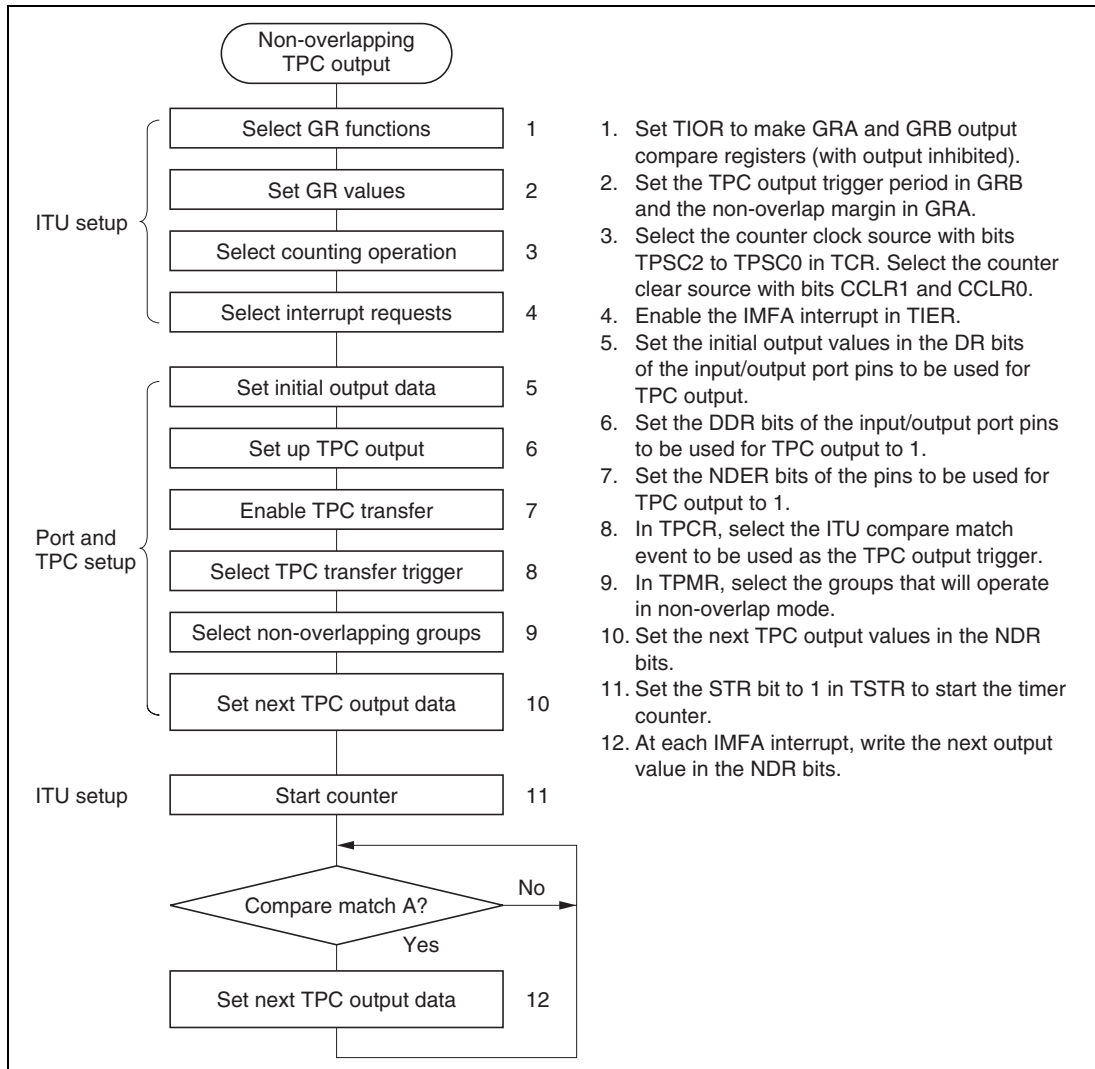 Non-overlapping
TPC output
ITU setup
Select GR functions 1
Set GR values 2
Select counting operation 3
Select interrupt requests 4
Port and
TPC setup
Set initial output data 5
Set up TPC output 6
Enable TPC transfer 7
Select TPC transfer trigger 8
Select non-overlapping groups 9
Set next TPC output data 10
ITU setup
Start counter 11
Compare match A?
No
Yes
Set next TPC output data 12
1. Set TIOR to make GRA and GRB output
compare registers (with output inhibited).
2. Set the TPC output trigger period in GRB
and the non-overlap margin in GRA.
3. Select the counter clock source with bits
TPSC2 to TPSC0 in TCR. Select the counter
clear source with bits CCLR1 and CCLR0.
4. Enable the IMFA interrupt in TIER.
5. Set the initial output values in the DR bits
of the input/output port pins to be used for
TPC output.
6. Set the DDR bits of the input/output port pins
to be used for TPC output to 1.
7. Set the NDER bits of the pins to be used for
TPC output to 1.
8. In TPCR, select the ITU compare match
event to be used as the TPC output trigger.
9. In TPMR, select the groups that will operate
in non-overlap mode.
10. Set the next TPC output values in the NDR
bits.
11. Set the STR bit to 1 in TSTR to start the timer
counter.
12. At each IMFA interrupt, write the next output
value in the NDR bits.